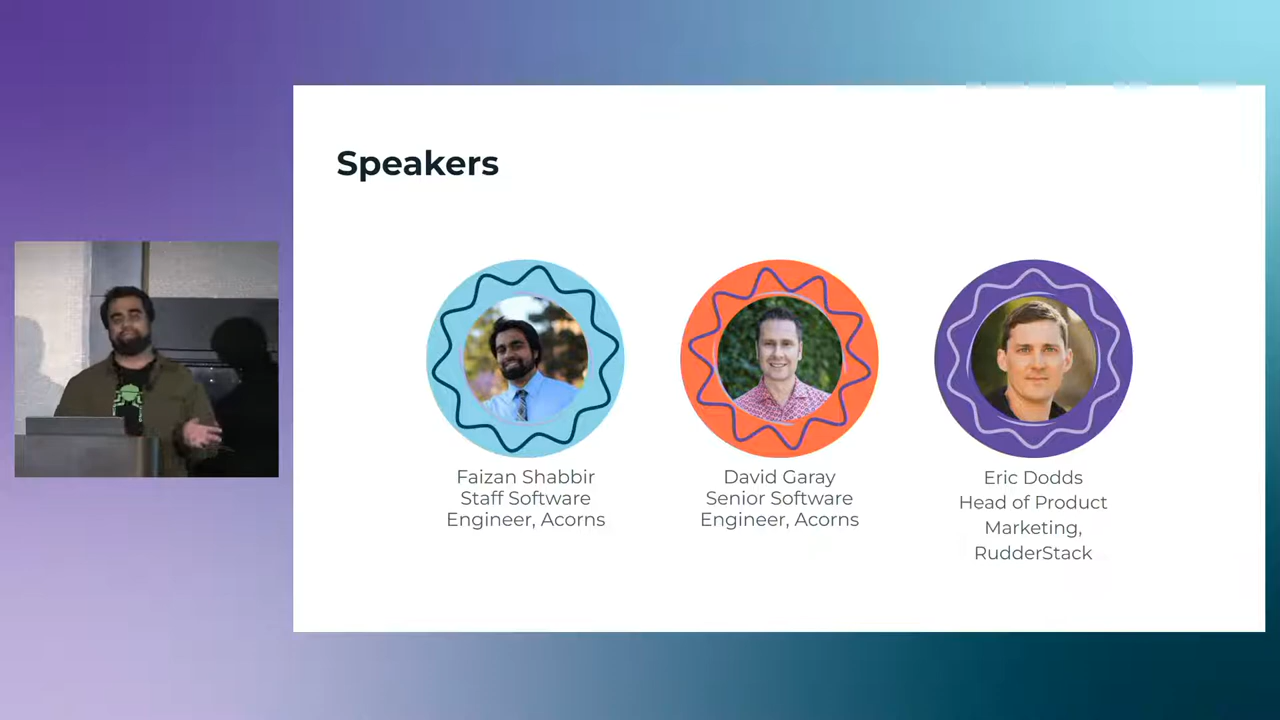 Speakers
Faizan Shabbir
Staff Software
Engineer, Acorns
David Garay
Senior Software
Engineer, Acorns
Eric Dodds
Head of Product
Marketing,
RudderStack